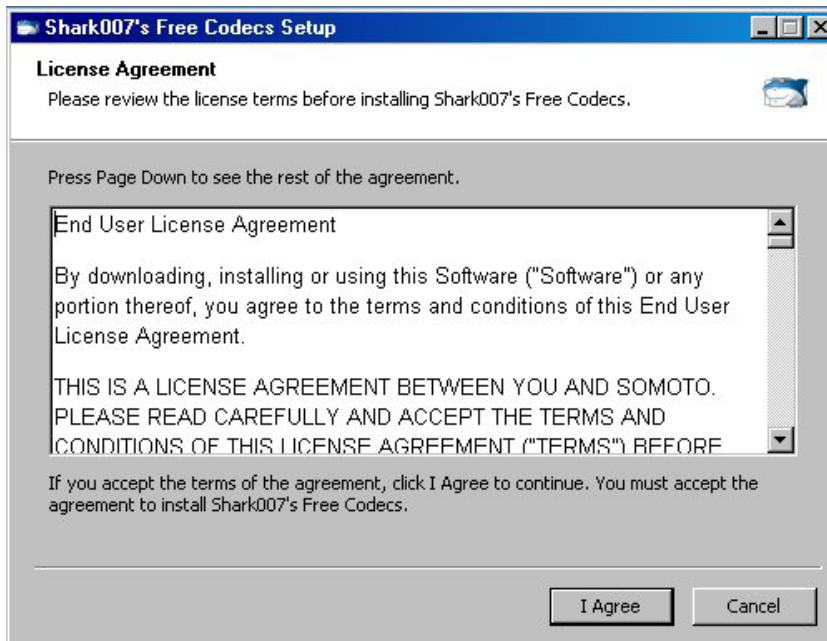 Shark007's Free Codecs Setup
License Agreement
Please review the license terms before installing Shark007's Free Codecs.
Press Page Down to see the rest of the agreement.
End User License Agreement
By downloading, installing or using this Software ("Software") or any
portion thereof, you agree to the terms and conditions of this End User
License Agreement.
THIS IS A LICENSE AGREEMENT BETWEEN YOU AND SOMOTO.
PLEASE READ CAREFULLY AND ACCEPT THE TERMS AND
CONDITIONS OF THIS LICENSE AGREEMENT ("TERMS") BEFORE
If you accept the terms of the agreement, click I Agree to continue. You must accept the
agreement to install Shark007's Free Codecs.
I Agree
Cancel